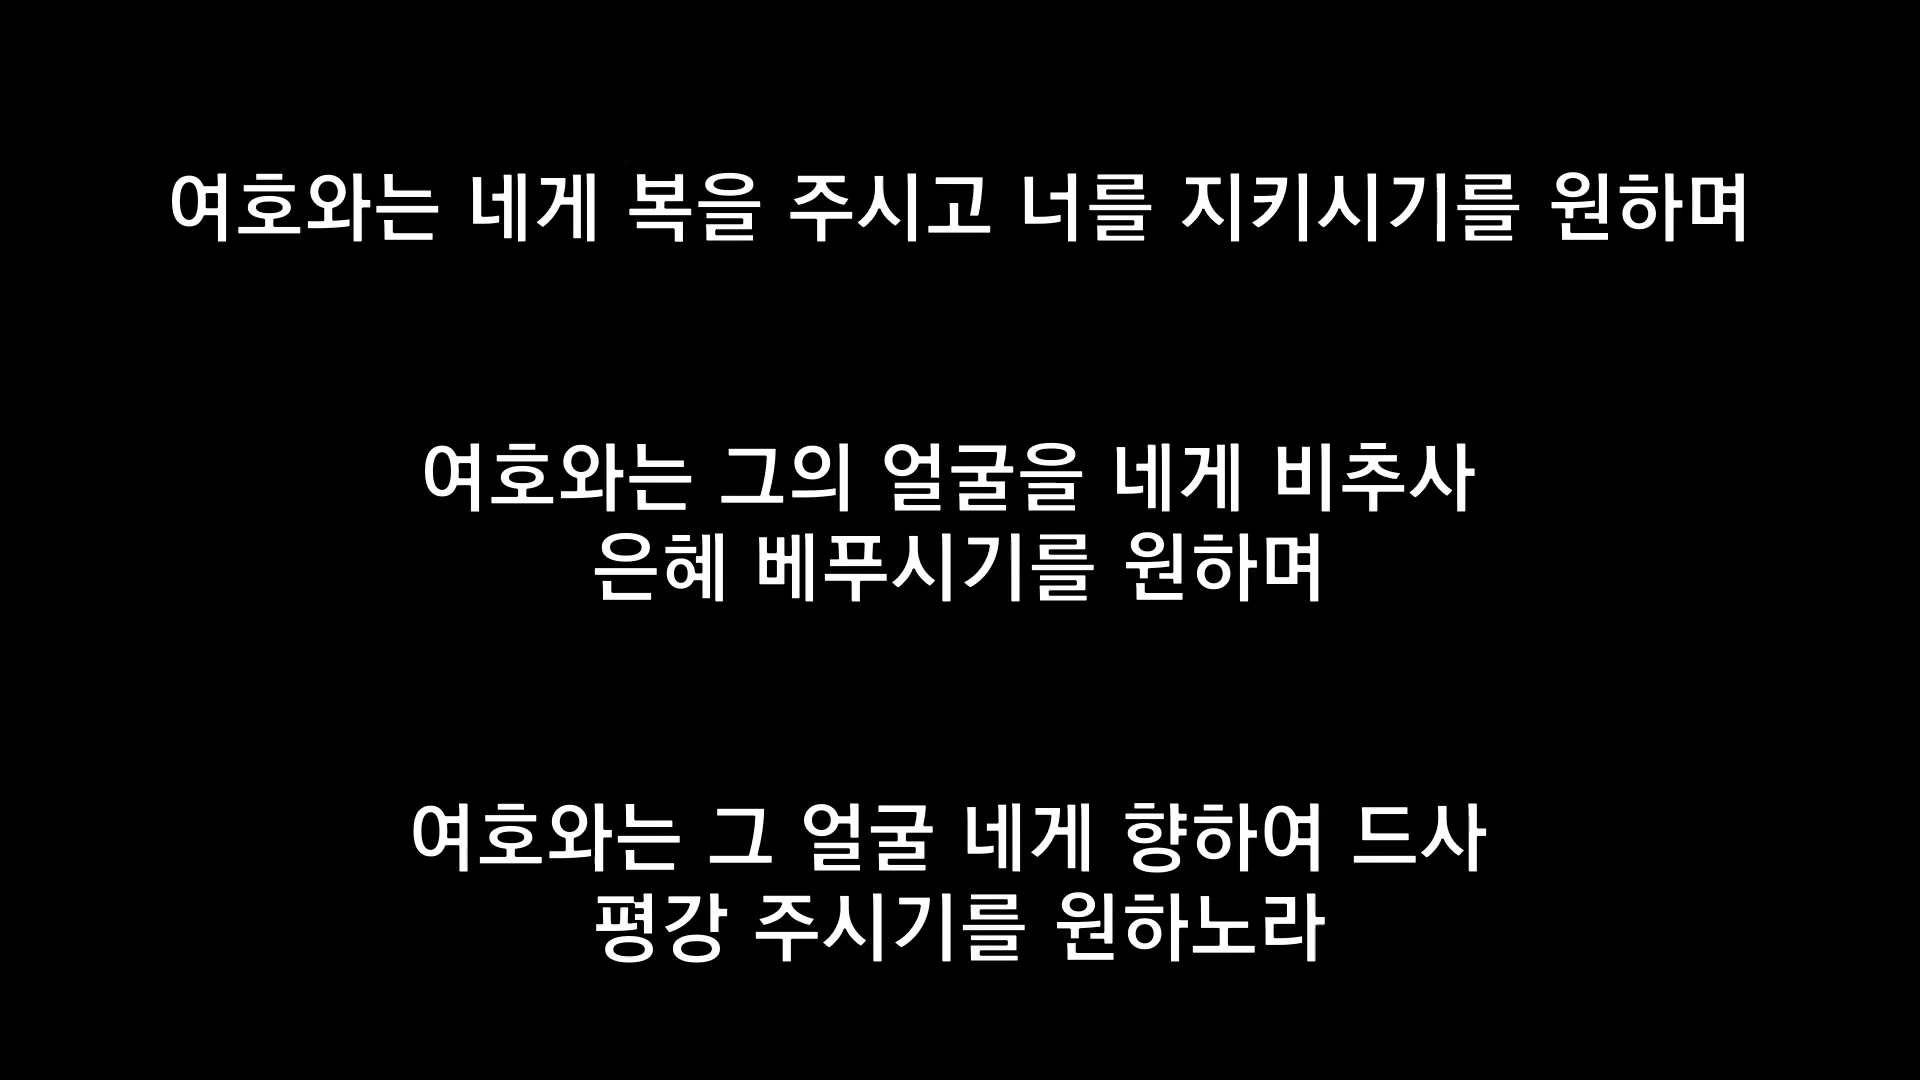 여호와는 네게 복을 주시고 너를 지키시기를 원하며
여호와는 그의 얼굴을 네게 비추사
은혜 베푸시기를 원하며
여호와는 그 얼굴 네게 향하여 드사
평강 주시기를 원하노라